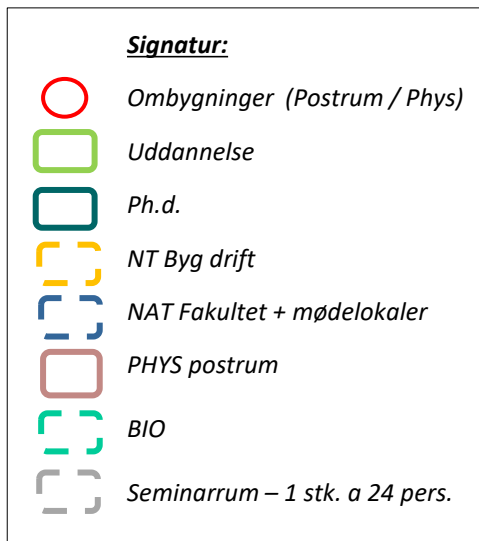 Signatur:
Ombygninger (Postrum / Phys)
Uddannelse
Ph.d.
NT Byg drift
NAT Fakultet + mødelokaler
PHYS postrum
BIO
Seminarrum – 1 stk. a 24 pers.